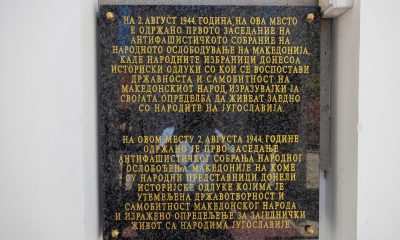 НА 2. АВГУСТ 1944. ГОДИНА, НА ОВА МЕСТО
Е ОДРЖАНО ПРВОТО ЗАСЕДАНИЕ НА
АНТИФАШИСТИЧКОТО СОБРАНИЕ НА
НАРОДНОТО ОСЛОБОДУВАЊЕ НА МАКЕДОНИЈА,
КАДЕ НАРОДНИТЕ ИЗБРАНИЦИ ДОНЕСОА
ИСТОРИСКИ ОДЛУКИ СО КОИ СЕ ВОСПОСТАВИ
ДРЖАВНОСТА И САМОБИТНОСТ НА
МАКЕДОНСКИОТ НАРОД ИЗРАЗУВАЈЌИ ЈА
СВОЈАТА ОПРЕДЕЛБА ДА ЖИВЕАТ ЗАЕДНО
СО НАРОДИТЕ НА ЈУГОСЛАВИЈА.
НА ОВОМ МЕСТУ 2. АВГУСТА 1944. ГОДИНЕ
ОДРЖАНО ЈЕ ПРВО ЗАСЕДАЊЕ
АНТИФАШИСТИЧКОГ СОБРАЊА НАРОДНОГ
ОСЛОБОЂЕЊА МАКЕДОНИЈЕ НА КОМЕ
СУ НАРОДНИ ПРЕДСТАВНИЦИ ДОНЕЛИ
ИСТОРИЈСКЕ ОДЛУКЕ КОЈИМА ЈЕ
УТЕМЕЉЕНА ДРЖАВОТВОРНОСТ И
САМОБИТНОСТ МАКЕДОНСКОГ НАРОДА
И ИЗРАЖЕНО ОПРЕДЕЉЕЊЕ ЗА ЗАЈЕДНИЧКИ
ЖИВОТ СА НАРОДИМА ЈУГОСЛАВИЈЕ.